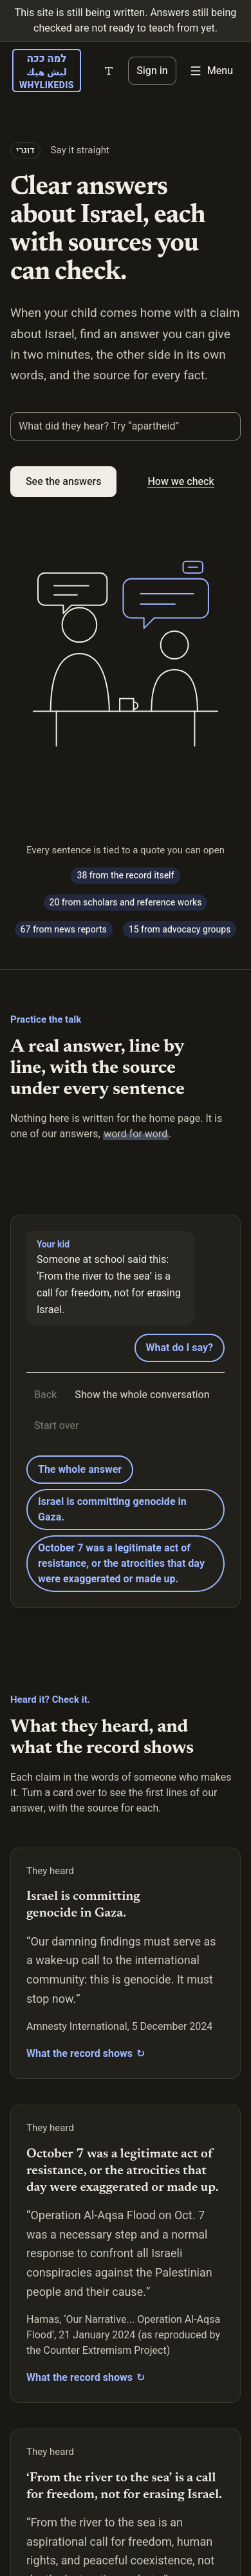 This site is still being written. Answers still being
checked are not ready to teach from yet.
למה ככה
ليش هيك
WHYLIKEDIS
T
Sign in
Menu
דוגרי
Say it straight
Clear answers
about Israel, each
with sources you
can check.
When your child comes home with a claim
about Israel, find an answer you can give
in two minutes, the other side in its own
words, and the source for every fact.
What did they hear? Try “apartheid”
See the answers
How we check
Every sentence is tied to a quote you can open
38 from the record itself
20 from scholars and reference works
67 from news reports
15 from advocacy groups
Practice the talk
A real answer, line by
line, with the source
under every sentence
Nothing here is written for the home page. It is
one of our answers, word for word.
Your kid
Someone at school said this:
‘From the river to the sea’ is a
call for freedom, not for erasing
Israel.
What do I say?
Back
Show the whole conversation
Start over
The whole answer
Israel is committing genocide in
Gaza.
October 7 was a legitimate act of
resistance, or the atrocities that day
were exaggerated or made up.
Heard it? Check it.
What they heard, and
what the record shows
Each claim in the words of someone who makes
it. Turn a card over to see the first lines of our
answer, with the source for each.
They heard
Israel is committing
genocide in Gaza.
“Our damning findings must serve as
a wake-up call to the international
community: this is genocide. It must
stop now.”
Amnesty International, 5 December 2024
What the record shows ↻
They heard
October 7 was a legitimate act of
resistance, or the atrocities that
day were exaggerated or made up.
“Operation Al-Aqsa Flood on Oct. 7
was a necessary step and a normal
response to confront all Israeli
conspiracies against the Palestinian
people and their cause.”
Hamas, ‘Our Narrative... Operation Al-Aqsa
Flood’, 21 January 2024 (as reproduced by
the Counter Extremism Project)
What the record shows ↻
They heard
‘From the river to the sea’ is a call
for freedom, not for erasing Israel.
“From the river to the sea is an
aspirational call for freedom, human
rights, and peaceful coexistence, not